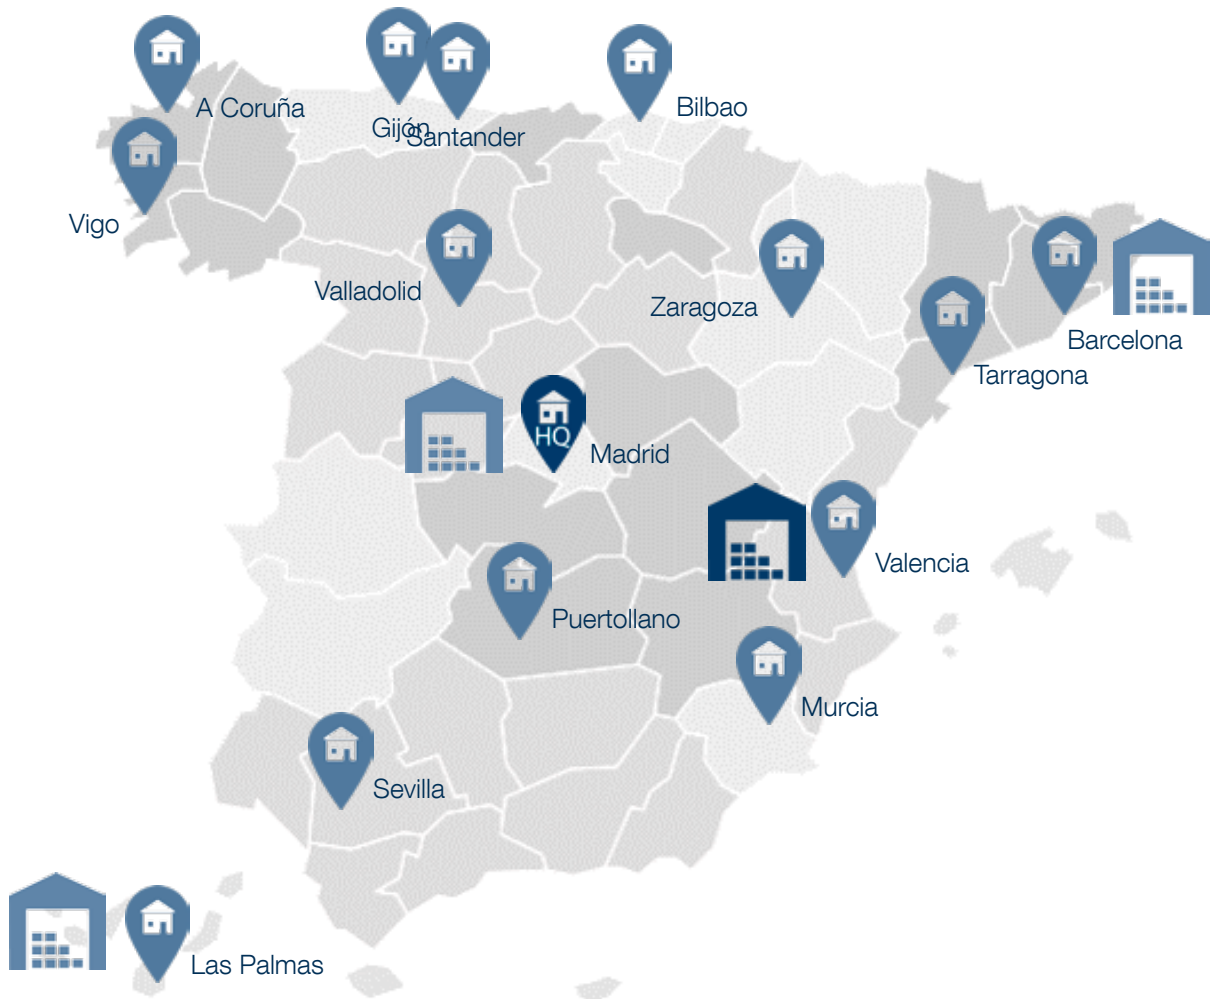 A Coruña
Gijón
Santander
Bilbao
Vigo
Valladolid
Zaragoza
Barcelona
Tarragona
HQ
Madrid
Valencia
Puertollano
Murcia
Sevilla
Las Palmas